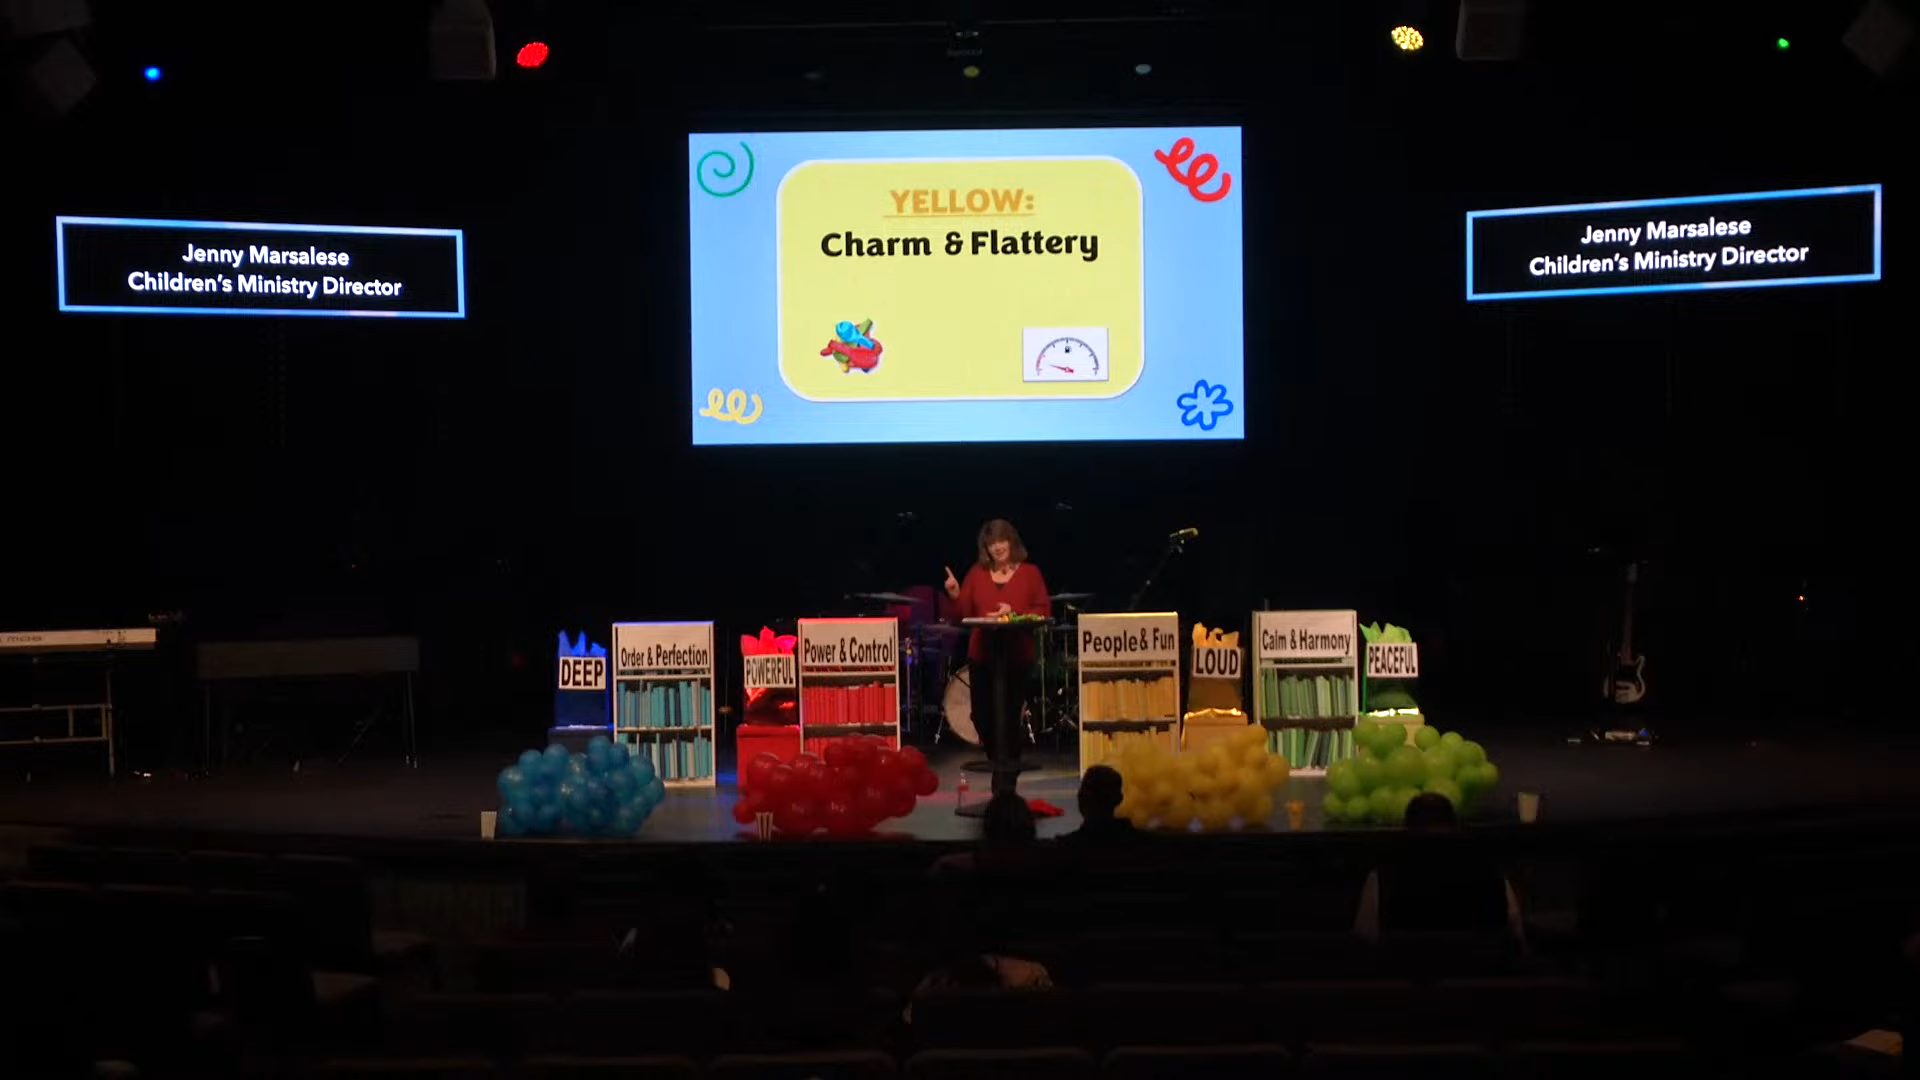 YELLOW:
Charm & Flattery
Jenny Marsalese
Children's Ministry Director
Jenny Marsalese
Children's Ministry Director
DEEP
Order & Perfection
POWERFUL
Power & Control
People & Fun
LOUD
Calm & Harmony
PEACEFUL